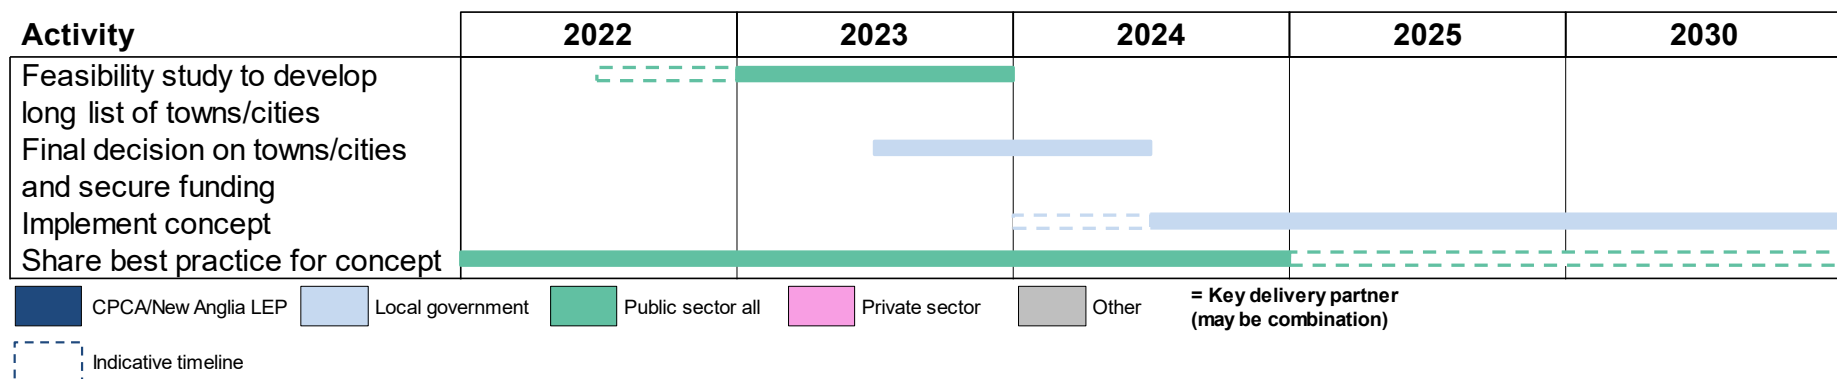 Activity 2022 2023 2024 2025 2030
Feasibility study to develop
long list of towns/cities
Final decision on towns/cities
and secure funding
Implement concept
Share best practice for concept
CPCA/New Anglia LEP Local government Public sector all Private sector Other = Key delivery partner
(may be combination)
Indicative timeline